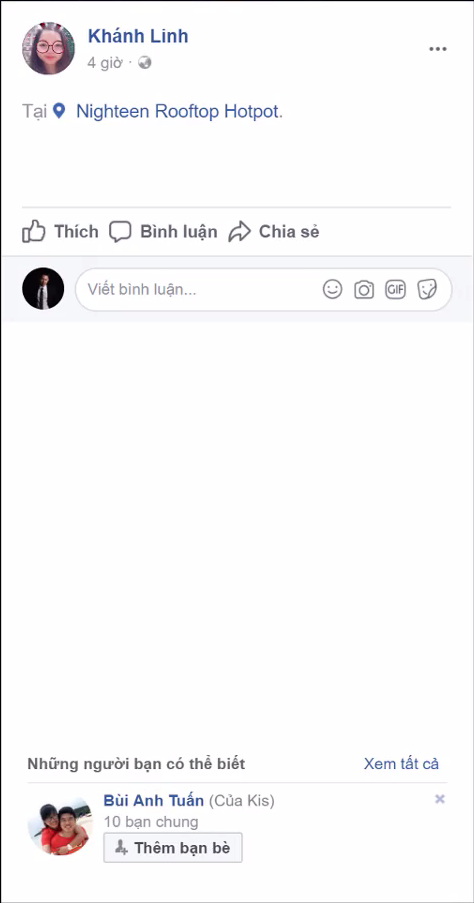 Khánh Linh
4 giờ ·
Tại Nighteen Rooftop Hotpot.
Thích Bình luận Chia sẻ
Viết bình luận... GIF
Những người bạn có thể biết Xem tất cả
Bùi Anh Tuấn (Của Kis)
10 bạn chung
Thêm bạn bè